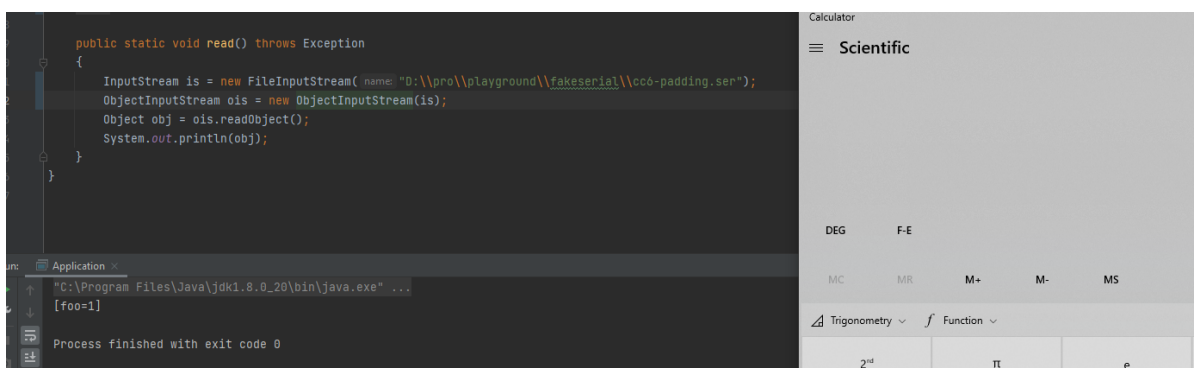 public static void read() throws Exception
{
InputStream is = new FileInputStream( name: "D:\\pro\\playground\\fakeserial\\cc6-padding.ser");
ObjectInputStream ois = new ObjectInputStream(is);
Object obj = ois.readObject();
System.out.println(obj);
}
}
Application ×
"C:\Program Files\Java\jdk1.8.0_20\bin\java.exe" ...
[foo=1]
Process finished with exit code 0
Calculator
Scientific
DEG F-E
MC MR M+ M- MS
Trigonometry f Function
2nd π e